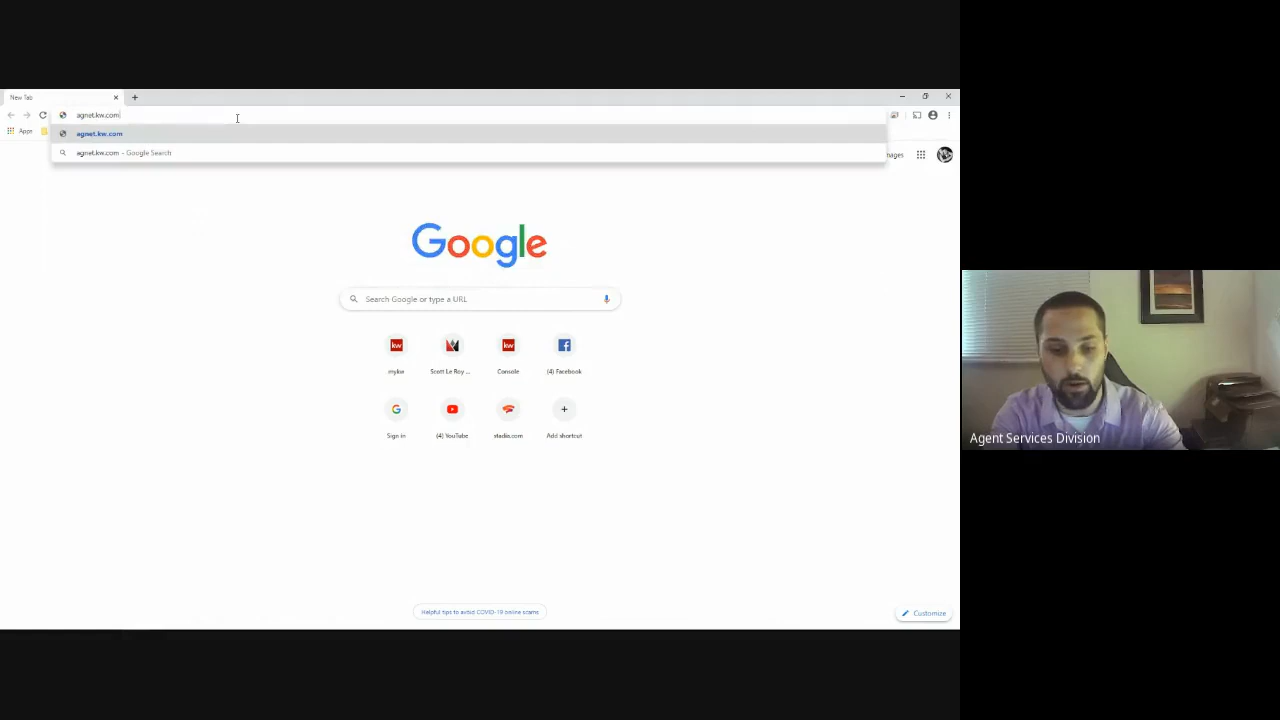 New Tab
agnet.kw.com
Apps
agnet.kw.com
agnet.kw.com - Google Search
Google
Search Google or type a URL
kw
kw
mykw
Scott Le Roy ...
Console
(4) Facebook
Sign in
(4) YouTube
stadia.com
Add shortcut
Helpful tips to avoid COVID-19 online scams
Customize
Agent Services Division